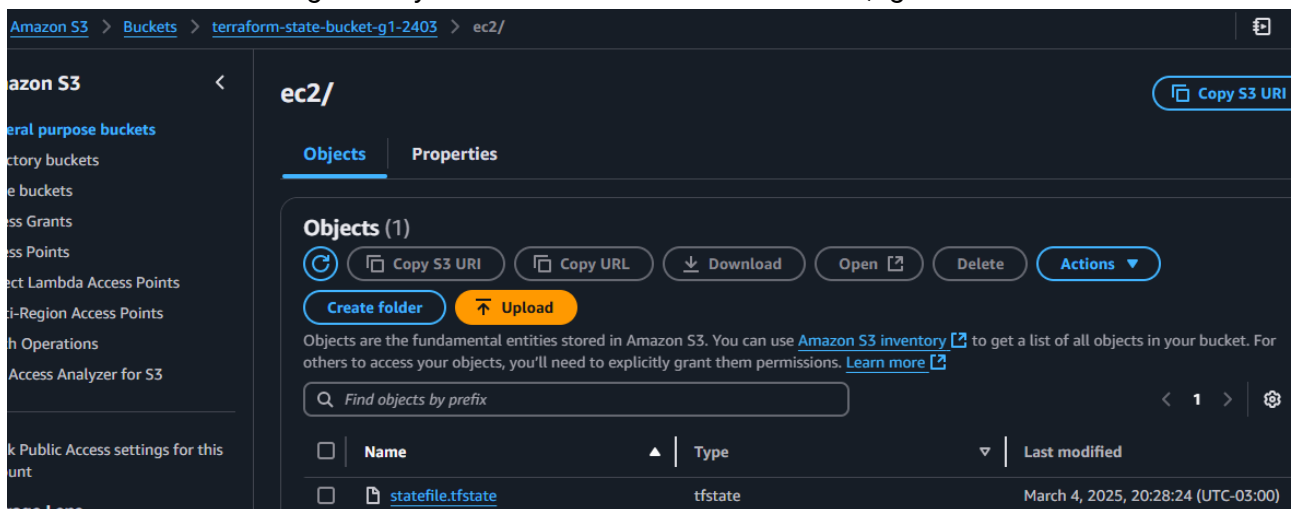 Amazon S3 > Buckets > terraform-state-bucket-g1-2403 > ec2/
azon S3
eral purpose buckets
ctory buckets
e buckets
ess Grants
ess Points
ect Lambda Access Points
ti-Region Access Points
h Operations
Access Analyzer for S3
k Public Access settings for this
unt
ec2/
Copy S3 URI
Objects Properties
Objects (1)
Copy S3 URI Copy URL Download Open Delete Actions
Create folder Upload
Objects are the fundamental entities stored in Amazon S3. You can use Amazon S3 inventory to get a list of all objects in your bucket. For
others to access your objects, you'll need to explicitly grant them permissions. Learn more
Find objects by prefix
1
Name Type Last modified
statefile.tfstate tfstate March 4, 2025, 20:28:24 (UTC-03:00)